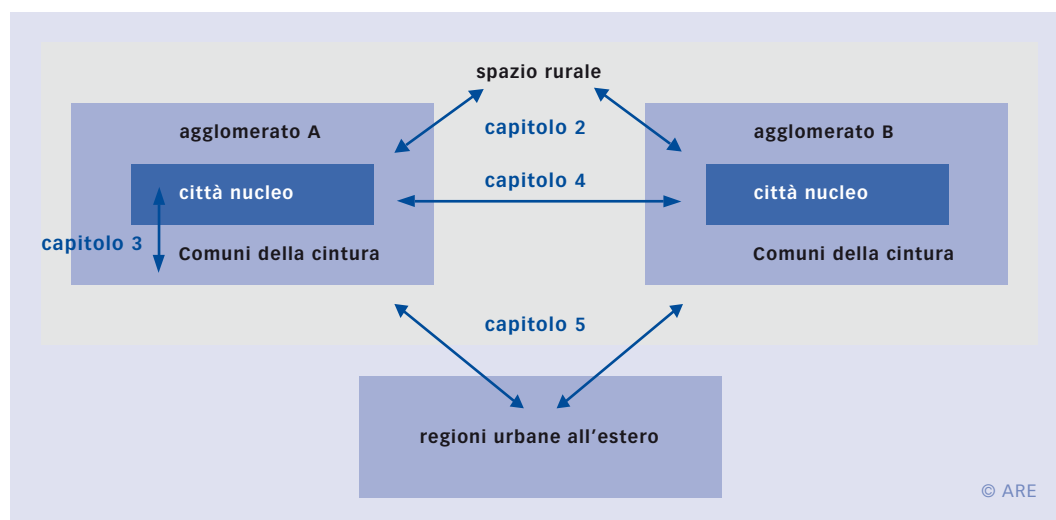 spazio rurale
agglomerato A
capitolo 2
agglomerato B
città nucleo
capitolo 4
città nucleo
capitolo 3
Comuni della cintura
Comuni della cintura
capitolo 5
regioni urbane all'estero
© ARE